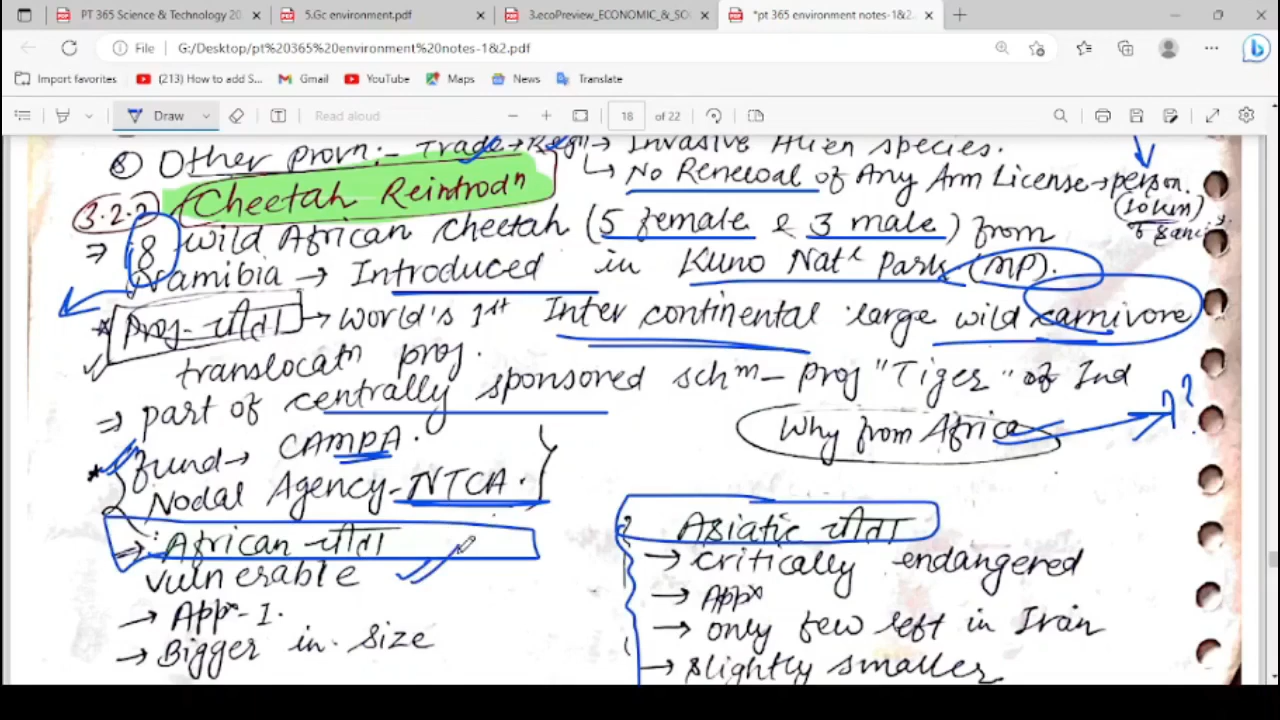 PT 365 Science & Technology 20
5.Gc environment.pdf
3.ecoPreview_ECONOMIC_&_SO
*pt 365 environment notes-1&2.
File
G:/Desktop/pt%20365%20environment%20notes-1&2.pdf
Import favorites
(213) How to add S...
Gmail
YouTube
Maps
News
Translate
Draw
Read aloud
18 of 22
⑧ Other provn:- Trade → Regn → Invasive Alien species.
↳ No Renewal of Any Arm License → person.
(10 km)
3.2.2 Cheetah Reintrodn
⇒ 8 wild African cheetah (5 female & 3 male) from
Namibia → Introduced in Kuno Natl Park (MP).
* Proj- चीता → World's 1st Inter continental large wild carnivore
translocatn proj.
⇒ part of centrally sponsored schm – proj "Tiger" of Ind
Why from Africa ?
* fund → CAMPA.
Nodal Agency - NTCA.
⇒ African चीता
vulnerable
→ Appx - I.
→ Bigger in size
Asiatic चीता
→ critically endangered
→ Appx
→ only few left in Iran
→ slightly smaller